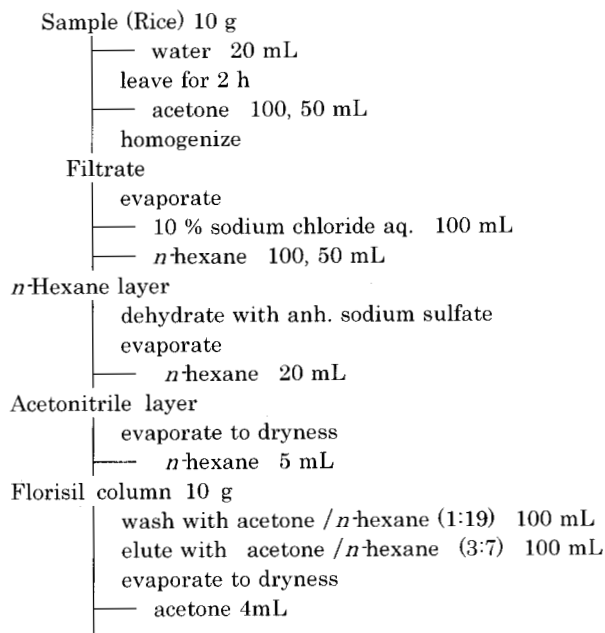 Sample (Rice) 10 g
water 20 mL
leave for 2 h
acetone 100, 50 mL
homogenize
Filtrate
evaporate
10 % sodium chloride aq. 100 mL
n-hexane 100, 50 mL
n-Hexane layer
dehydrate with anh. sodium sulfate
evaporate
n-hexane 20 mL
Acetonitrile layer
evaporate to dryness
n-hexane 5 mL
Florisil column 10 g
wash with acetone / n-hexane (1:19) 100 mL
elute with acetone / n-hexane (3:7) 100 mL
evaporate to dryness
acetone 4mL